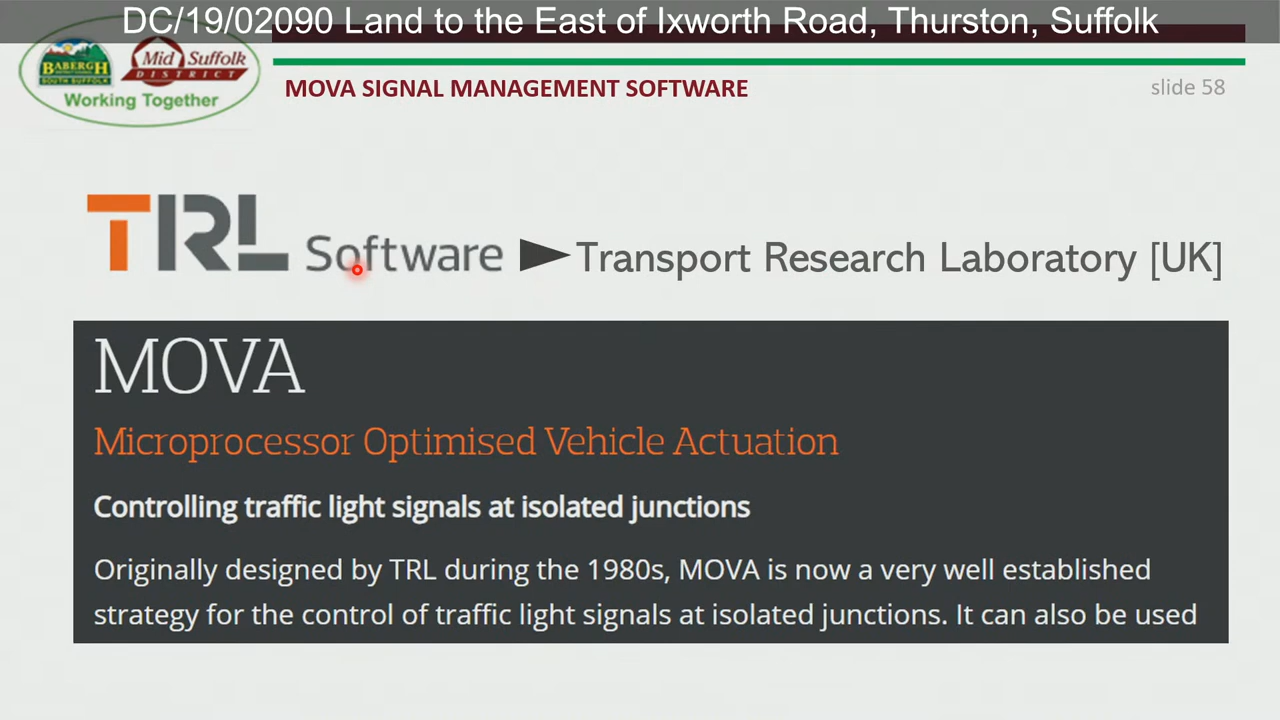 DC/19/02090 Land to the East of Ixworth Road, Thurston, Suffolk
BABERGH
SOUTH SUFFOLK
Mid Suffolk
DISTRICT
Working Together
MOVA SIGNAL MANAGEMENT SOFTWARE
slide 58
TRL Software ► Transport Research Laboratory [UK]
MOVA
Microprocessor Optimised Vehicle Actuation
Controlling traffic light signals at isolated junctions
Originally designed by TRL during the 1980s, MOVA is now a very well established
strategy for the control of traffic light signals at isolated junctions. It can also be used